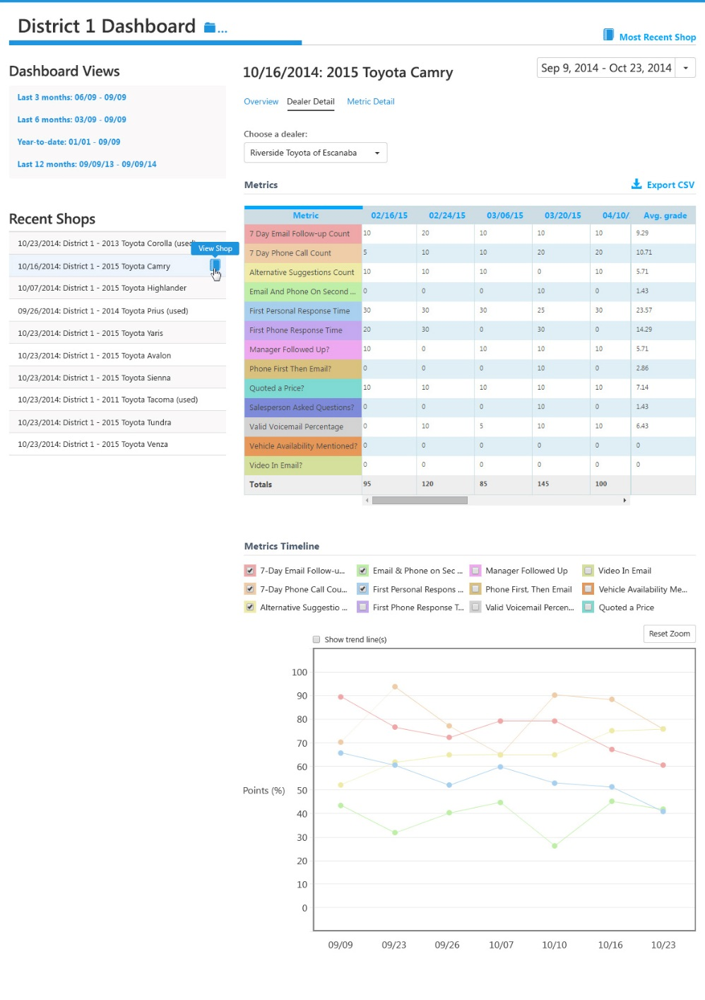 District 1 Dashboard ...
Most Recent Shop
Dashboard Views
Last 3 months: 06/09 - 09/09
Last 6 months: 03/09 - 09/09
Year-to-date: 01/01 - 09/09
Last 12 months: 09/09/13 - 09/09/14
Recent Shops
10/23/2014: District 1 - 2013 Toyota Corolla (used)
View Shop
10/16/2014: District 1 - 2015 Toyota Camry
10/07/2014: District 1 - 2015 Toyota Highlander
09/26/2014: District 1 - 2014 Toyota Prius (used)
10/23/2014: District 1 - 2015 Toyota Yaris
10/23/2014: District 1 - 2015 Toyota Avalon
10/23/2014: District 1 - 2015 Toyota Sienna
10/23/2014: District 1 - 2011 Toyota Tacoma (used)
10/23/2014: District 1 - 2015 Toyota Tundra
10/23/2014: District 1 - 2015 Toyota Venza
10/16/2014: 2015 Toyota Camry
Sep 9, 2014 - Oct 23, 2014
Overview Dealer Detail Metric Detail
Choose a dealer:
Riverside Toyota of Escanaba
Metrics
Export CSV
Metric 02/16/15 02/24/15 03/06/15 03/20/15 04/10/ Avg. grade
7 Day Email Follow-up Count 10 20 10 10 10 9.29
7 Day Phone Call Count 5 10 10 20 20 10.71
Alternative Suggestions Count 10 10 10 0 10 5.71
Email And Phone On Second ... 0 0 0 10 0 1.43
First Personal Response Time 30 30 30 25 30 23.57
First Phone Response Time 20 30 0 30 0 14.29
Manager Followed Up? 10 0 10 10 10 5.71
Phone First Then Email? 0 0 0 10 0 2.86
Quoted a Price? 10 10 10 10 10 7.14
Salesperson Asked Questions? 0 0 0 10 0 1.43
Valid Voicemail Percentage 0 10 5 10 10 6.43
Vehicle Availability Mentioned? 0 0 0 0 0 0
Video In Email? 0 0 0 0 0 0
Totals 95 120 85 145 100
Metrics Timeline
7-Day Email Follow-u... Email & Phone on Sec ... Manager Followed Up Video In Email
7-Day Phone Call Cou... First Personal Respons ... Phone First, Then Email Vehicle Availability Me...
Alternative Suggestio ... First Phone Response T... Valid Voicemail Percen... Quoted a Price
Show trend line(s)
Reset Zoom
100
90
80
70
60
50
Points (%)
40
30
20
10
0
09/09 09/23 09/26 10/07 10/10 10/16 10/23